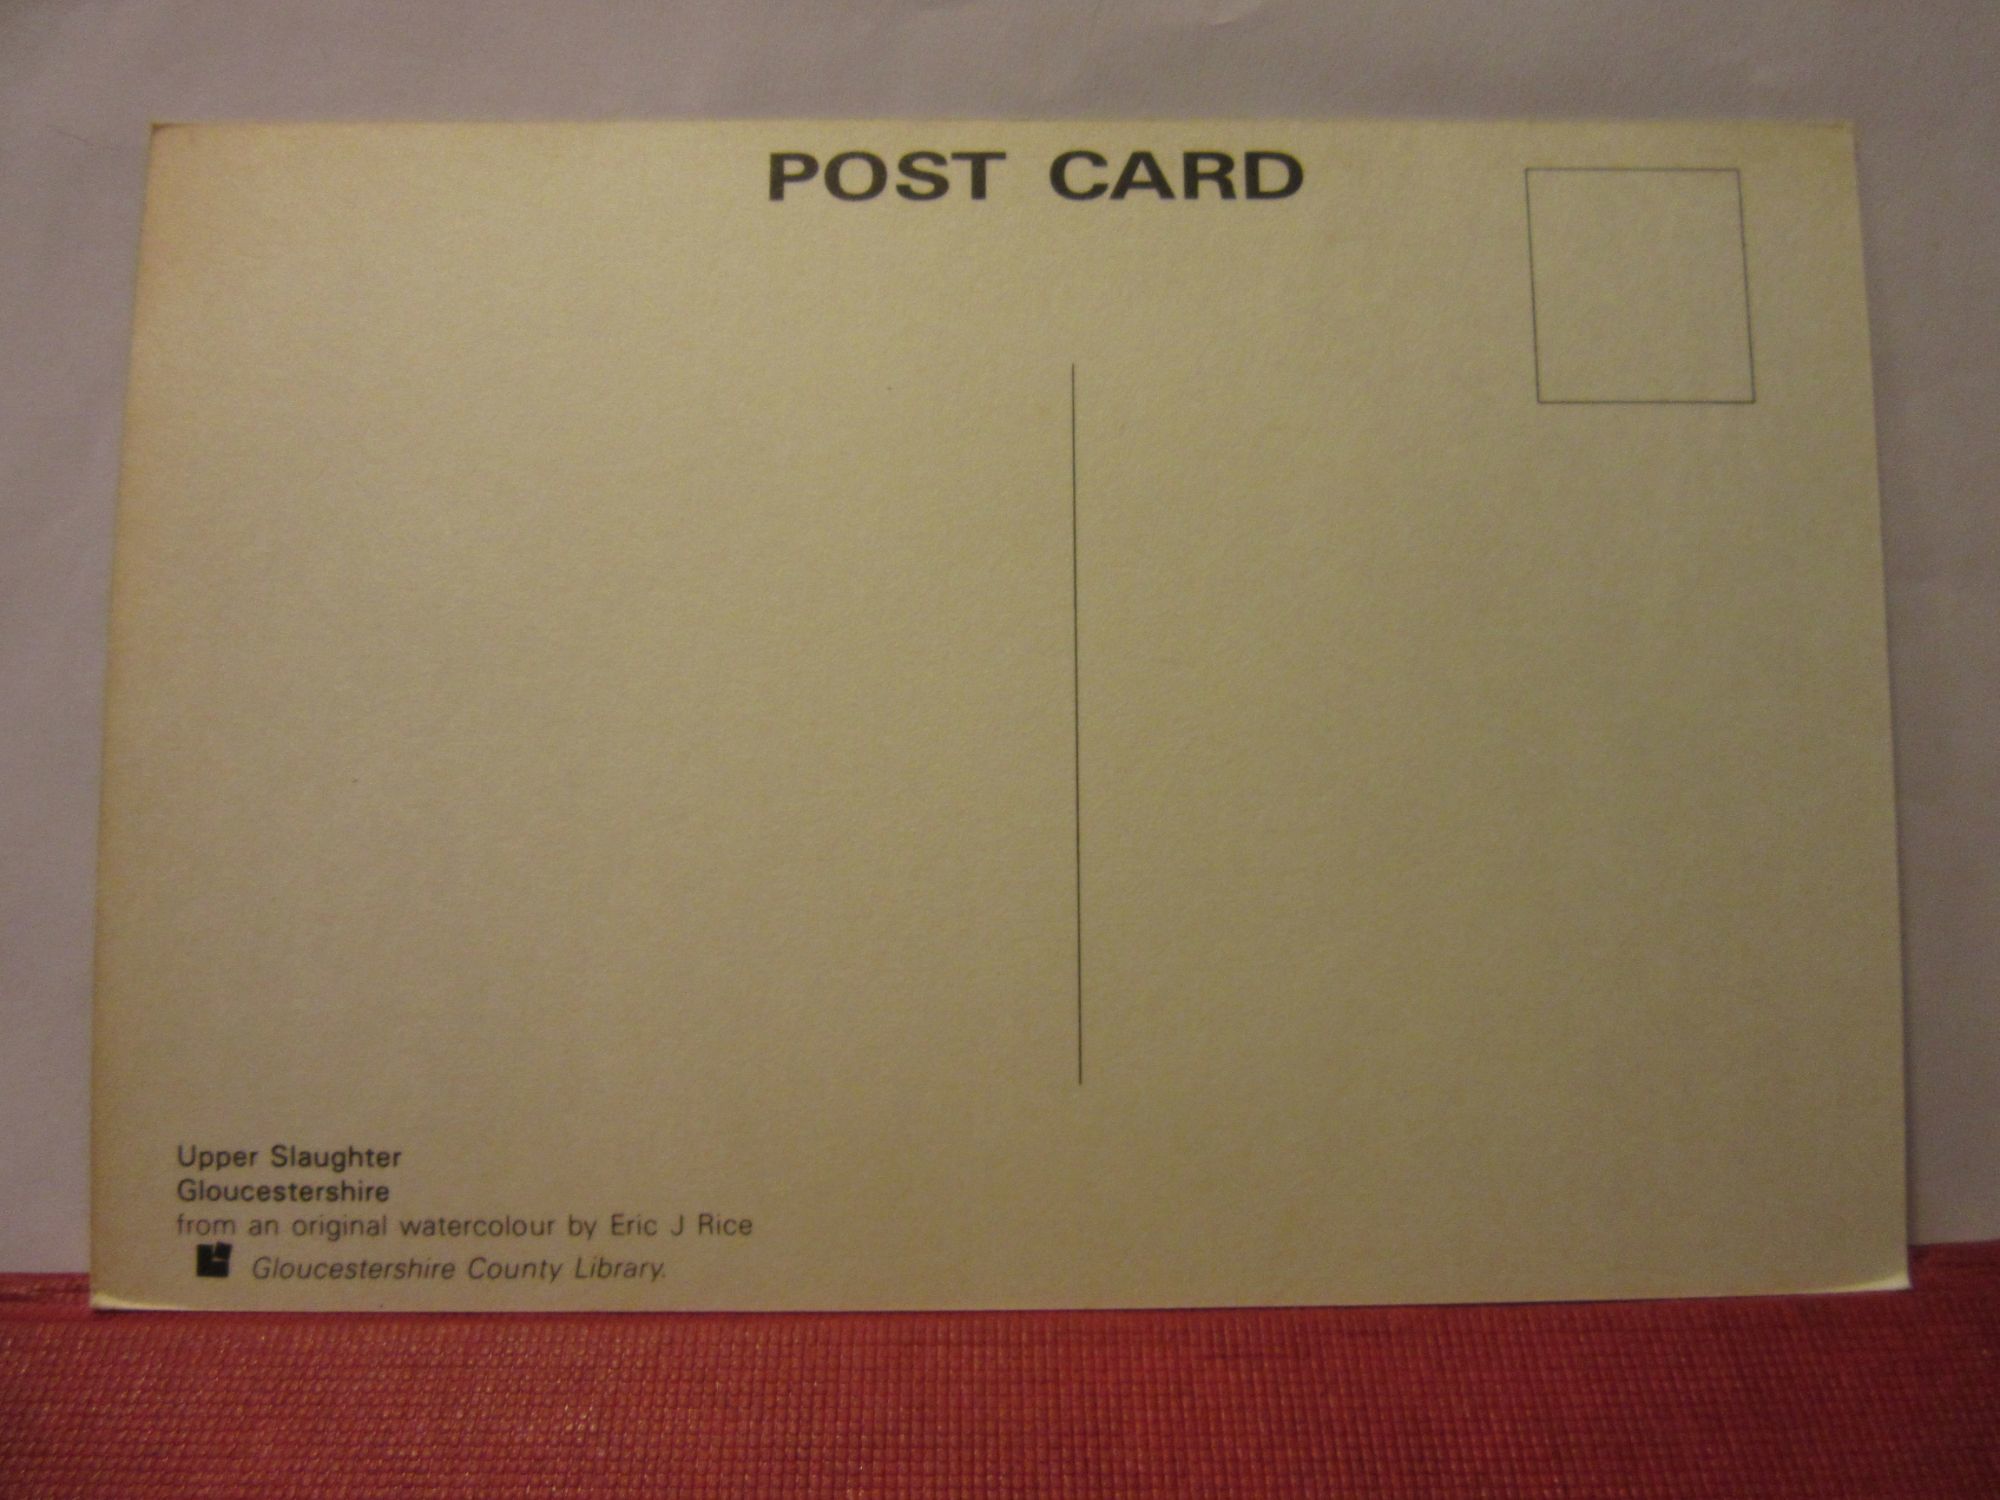 POST CARD
Upper Slaughter
Gloucestershire
from an original watercolour by Eric J Rice
Gloucestershire County Library.